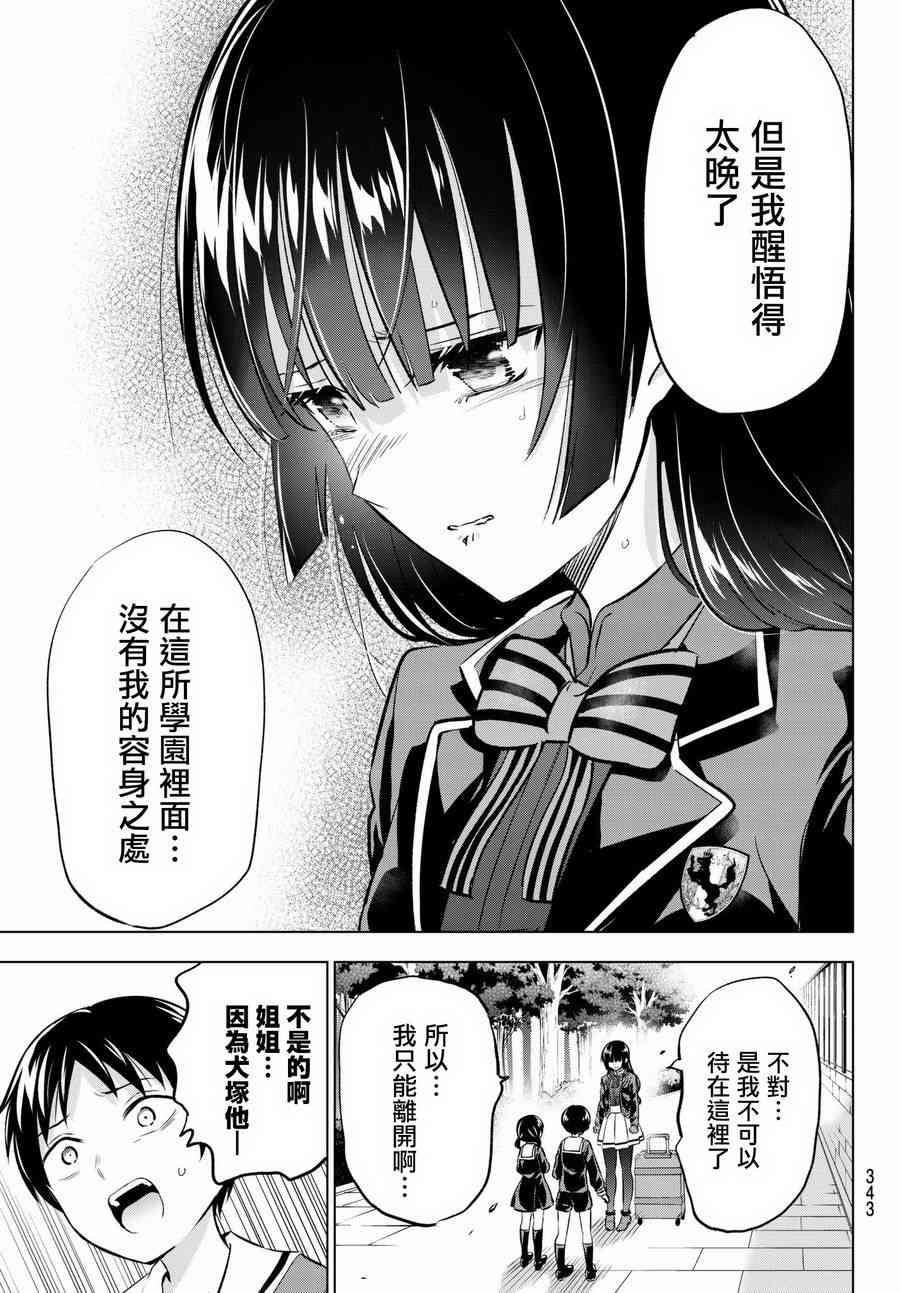 但是我醒悟得
太晚了
在這所學園裡面…
沒有我的容身之處
不對…
是我不可以
待在這裡了
所以…
我只能離開啊…
不是的啊
姐姐…
因為犬塚他—
343